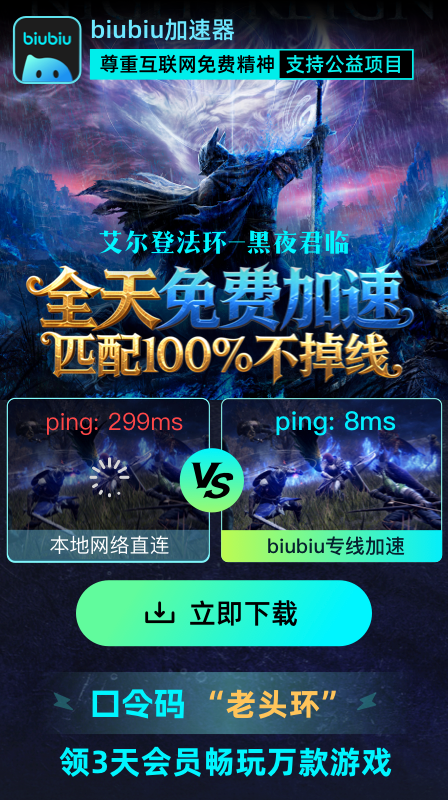 biubiu
biubiu加速器
尊重互联网免费精神 支持公益项目
艾尔登法环—黑夜君临
全天免费加速
匹配100%不掉线
ping: 299ms
ping: 8ms
VS
本地网络直连
biubiu专线加速
立即下载
口令码 “老头环”
领3天会员畅玩万款游戏